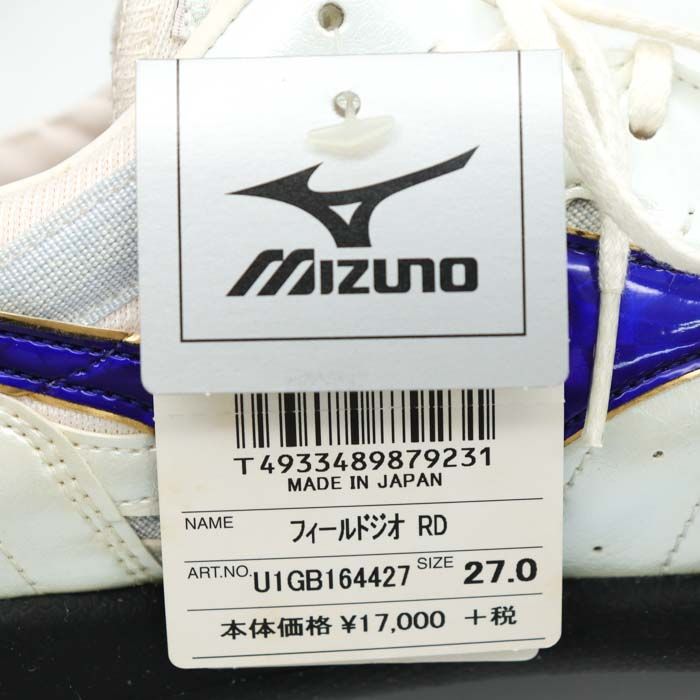 MIZUNO
T4933489879231
MADE IN JAPAN
NAME フィールドジオ RD
ART.NO. U1GB164427 SIZE 27.0
本体価格 ¥17,000 +税